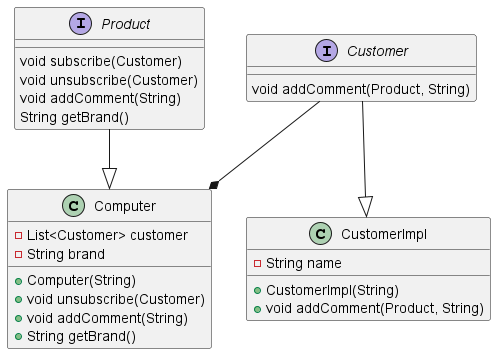 I Product
void subscribe(Customer)
void unsubscribe(Customer)
void addComment(String)
String getBrand()
I Customer
void addComment(Product, String)
C Computer
List<Customer> customer
String brand
Computer(String)
void unsubscribe(Customer)
void addComment(String)
String getBrand()
C CustomerImpl
String name
CustomerImpl(String)
void addComment(Product, String)